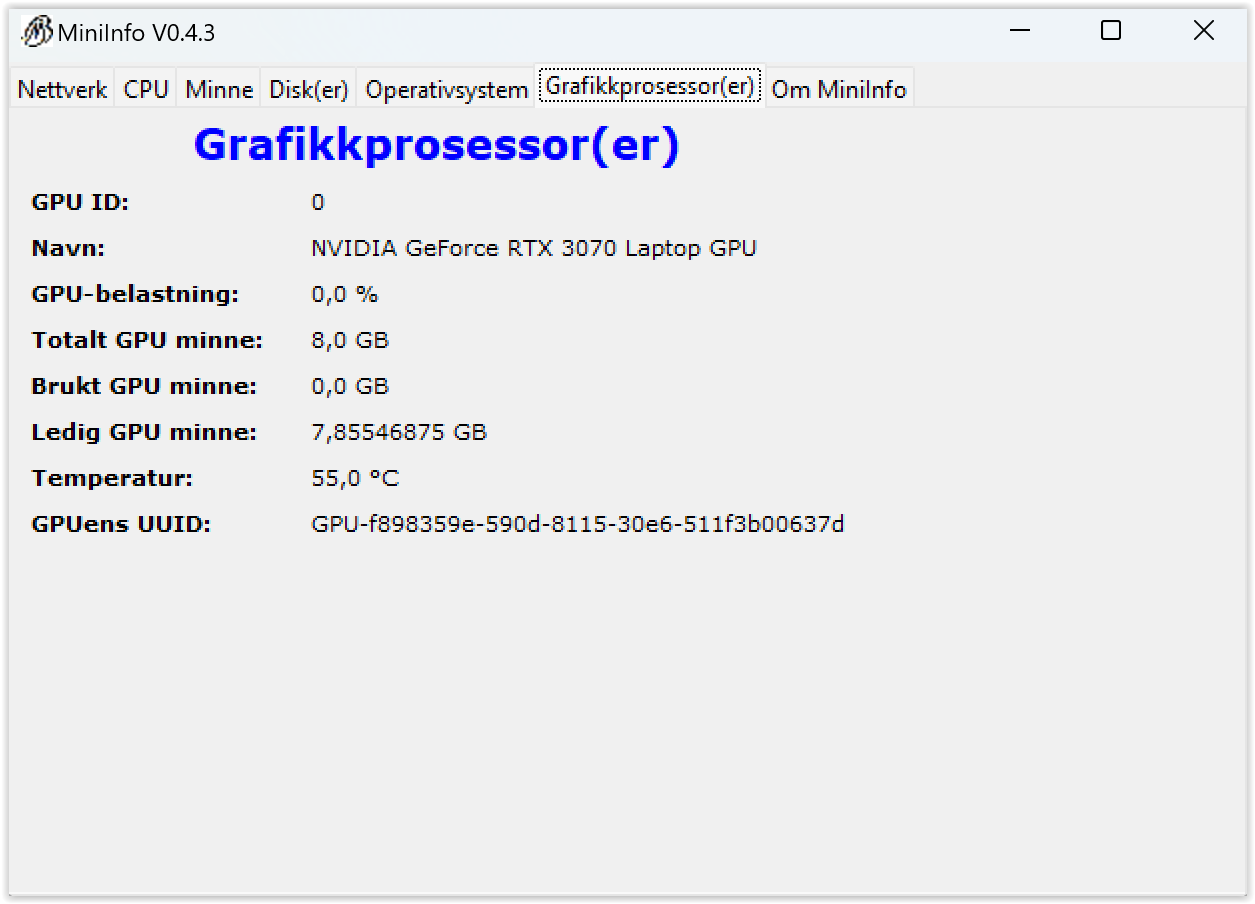 MiniInfo V0.4.3
Nettverk CPU Minne Disk(er) Operativsystem Grafikkprosessor(er) Om MiniInfo
Grafikkprosessor(er)
GPU ID: 0
Navn: NVIDIA GeForce RTX 3070 Laptop GPU
GPU-belastning: 0,0 %
Totalt GPU minne: 8,0 GB
Brukt GPU minne: 0,0 GB
Ledig GPU minne: 7,85546875 GB
Temperatur: 55,0 °C
GPUens UUID: GPU-f898359e-590d-8115-30e6-511f3b00637d